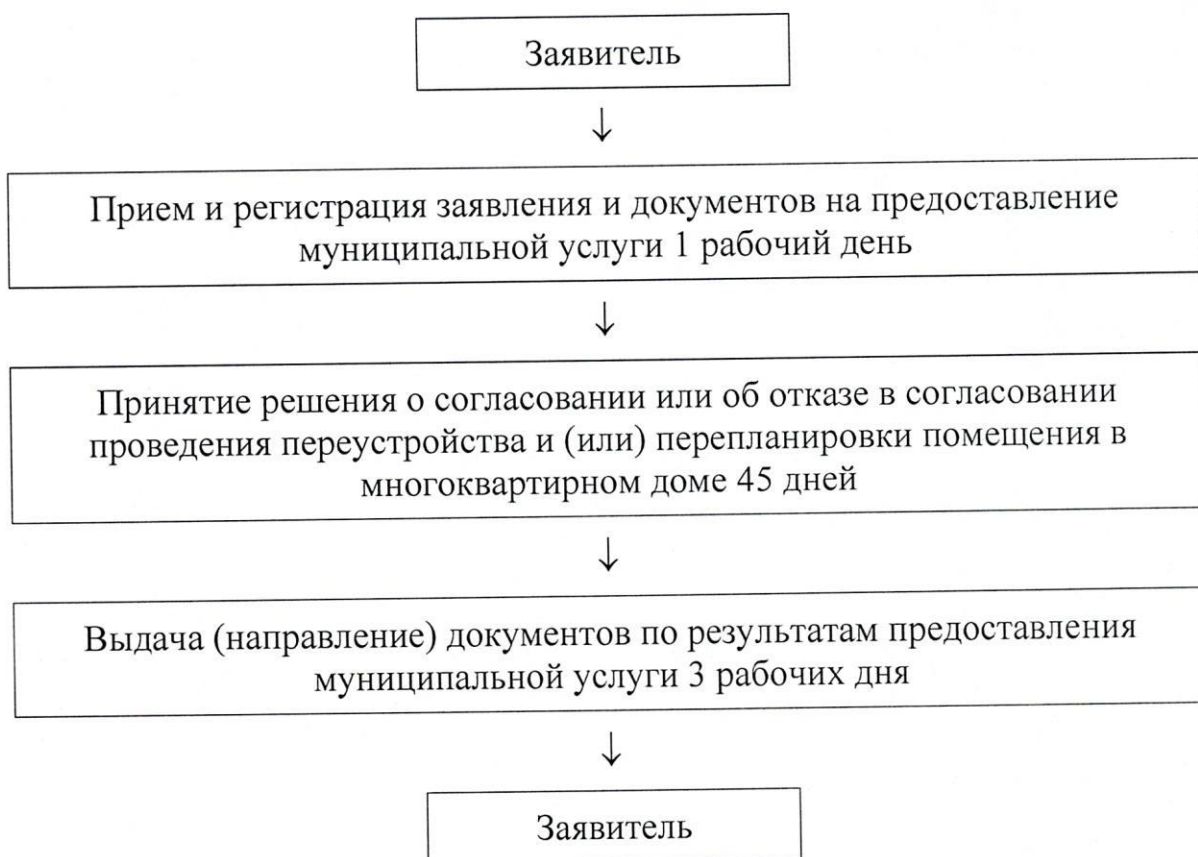 Заявитель
↓
Прием и регистрация заявления и документов на предоставление
муниципальной услуги 1 рабочий день
↓
Принятие решения о согласовании или об отказе в согласовании
проведения переустройства и (или) перепланировки помещения в
многоквартирном доме 45 дней
↓
Выдача (направление) документов по результатам предоставления
муниципальной услуги 3 рабочих дня
↓
Заявитель